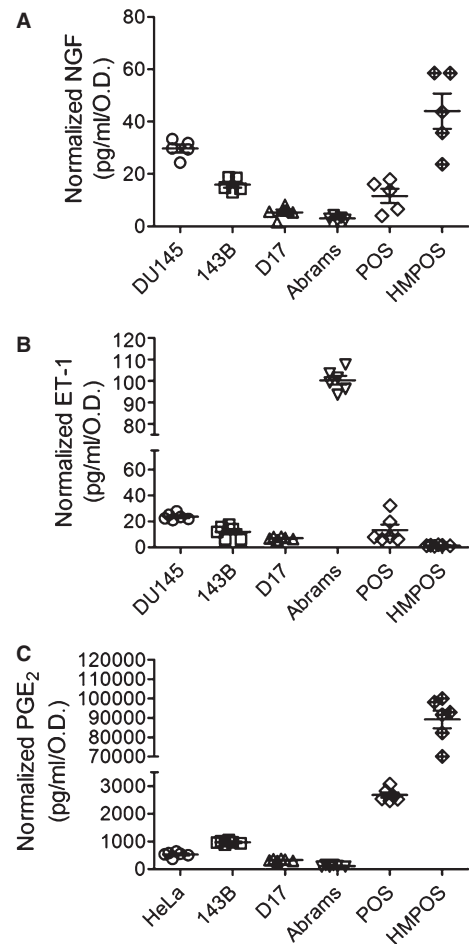 A
Normalized NGF
(pg/ml/O.D.)
80
60
40
20
0
DU145
143B
D17
Abrams
POS
HMPOS
B
Normalized ET-1
(pg/ml/O.D.)
120
110
100
90
80
60
40
20
0
DU145
143B
D17
Abrams
POS
HMPOS
C
Normalized PGE₂
(pg/ml/O.D.)
120000
110000
100000
90000
80000
70000
3000
2000
1000
0
HeLa
143B
D17
Abrams
POS
HMPOS